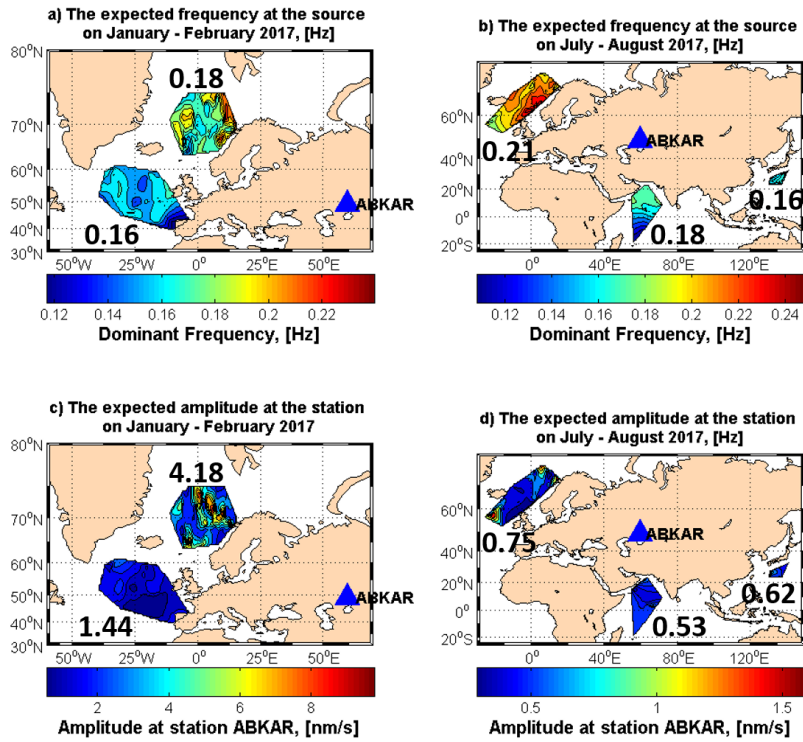 a) The expected frequency at the source
on January - February 2017, [Hz]
80°N
70°N
60°N
50°N
40°N
30°N
0.18
0.16
ABKAR
50°W
25°W
0°E
25°E
50°E
0.12
0.14
0.16
0.18
0.2
0.22
Dominant Frequency, [Hz]
b) The expected frequency at the source
on July - August 2017, [Hz]
60°N
40°N
20°N
0°
20°S
0.21
ABKAR
0.16
0.18
0°E
40°E
80°E
120°E
0.12
0.14
0.16
0.18
0.2
0.22
0.24
Dominant Frequency, [Hz]
c) The expected amplitude at the station
on January - February 2017
80°N
70°N
60°N
50°N
40°N
30°N
4.18
1.44
ABKAR
50°W
25°W
0°E
25°E
50°E
2
4
6
8
Amplitude at station ABKAR, [nm/s]
d) The expected amplitude at the station
on July - August 2017, [Hz]
60°N
40°N
20°N
0°
20°S
0.75
ABKAR
0.62
0.53
0°E
40°E
80°E
120°E
0.5
1
1.5
Amplitude at station ABKAR, [nm/s]